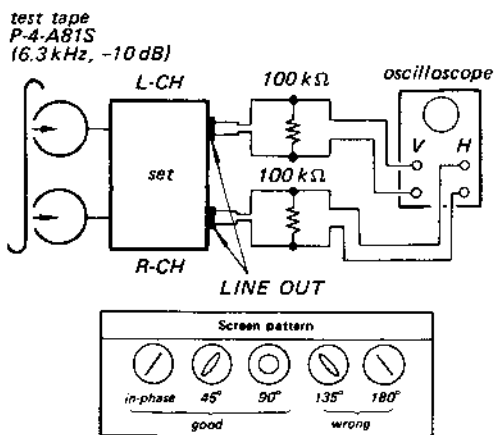 test tape
P-4-A81S
(6.3 kHz, -10 dB)
L-CH
100 kΩ
oscilloscope
V H
set
100 kΩ
R-CH
LINE OUT
Screen pattern
in-phase 45° 90° 135° 180°
good wrong